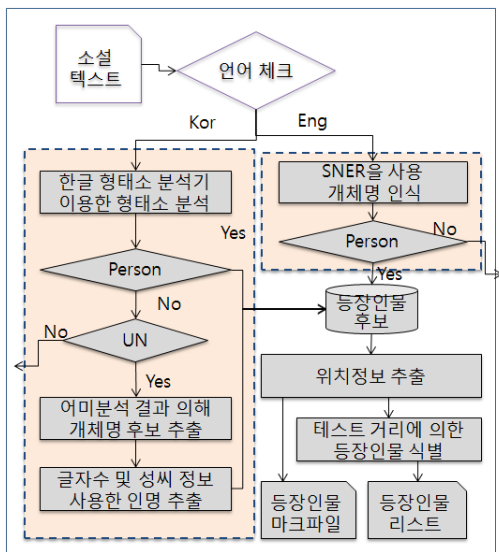 소설
텍스트
언어 체크
Kor
Eng
한글 형태소 분석기
이용한 형태소 분석
Yes
Person
No
UN
No
Yes
어미분석 결과 의해
개체명 후보 추출
글자수 및 성씨 정보
사용한 인명 추출
SNER을 사용
개체명 인식
No
Person
Yes
등장인물
후보
위치정보 추출
테스트 거리에 의한
등장인물 식별
등장인물
마크파일
등장인물
리스트